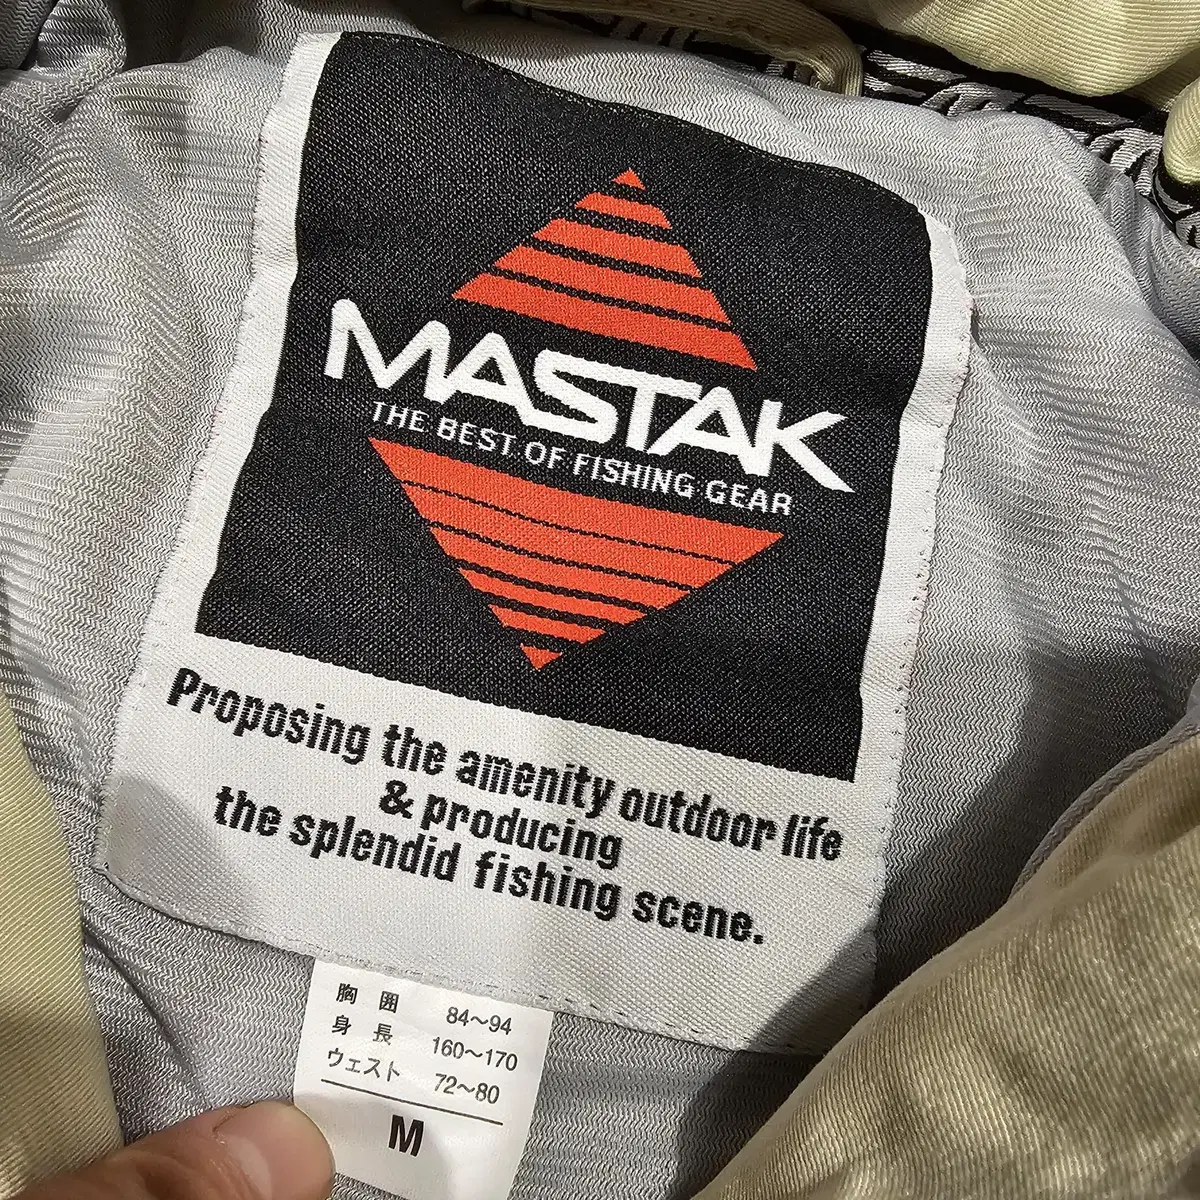 MASTAK
THE BEST OF FISHING GEAR
Proposing the amenity outdoor life
& producing
the splendid fishing scene.
胸 囲 84～94
身 長 160～170
ウェスト 72～80
M